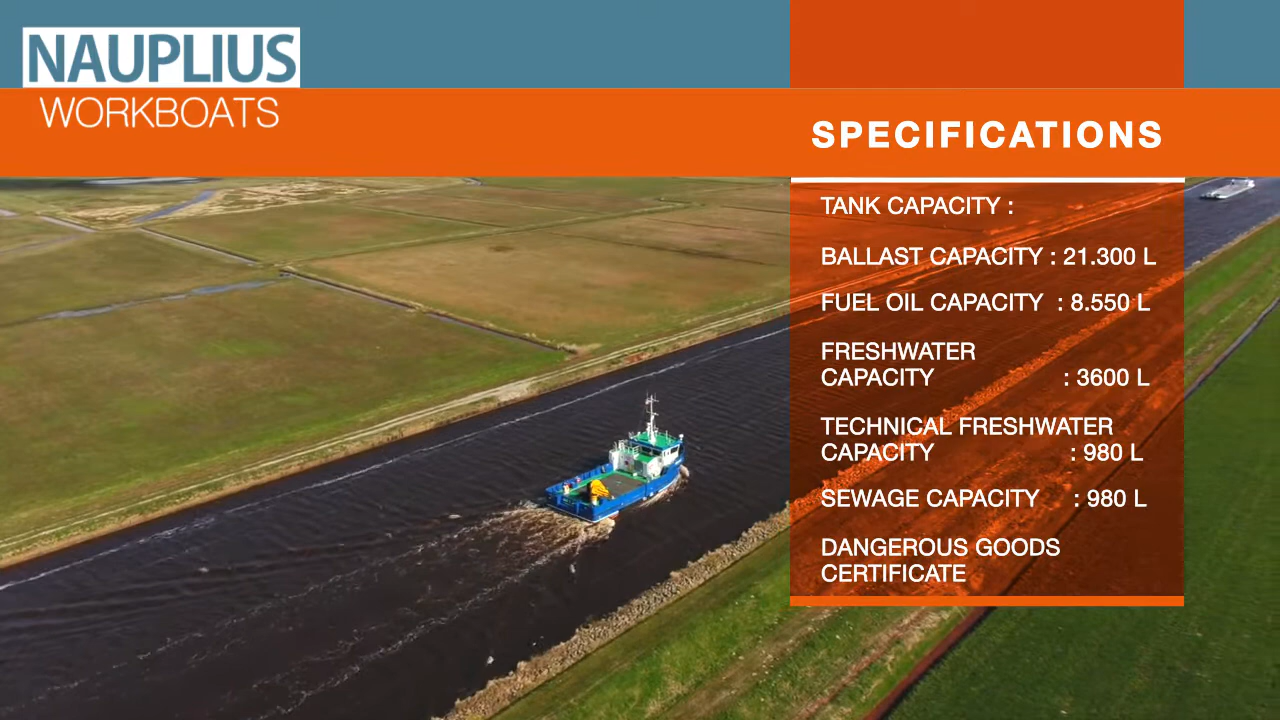 NAUPLIUS
WORKBOATS
SPECIFICATIONS
TANK CAPACITY :
BALLAST CAPACITY : 21.300 L
FUEL OIL CAPACITY : 8.550 L
FRESHWATER
CAPACITY : 3600 L
TECHNICAL FRESHWATER
CAPACITY : 980 L
SEWAGE CAPACITY : 980 L
DANGEROUS GOODS
CERTIFICATE